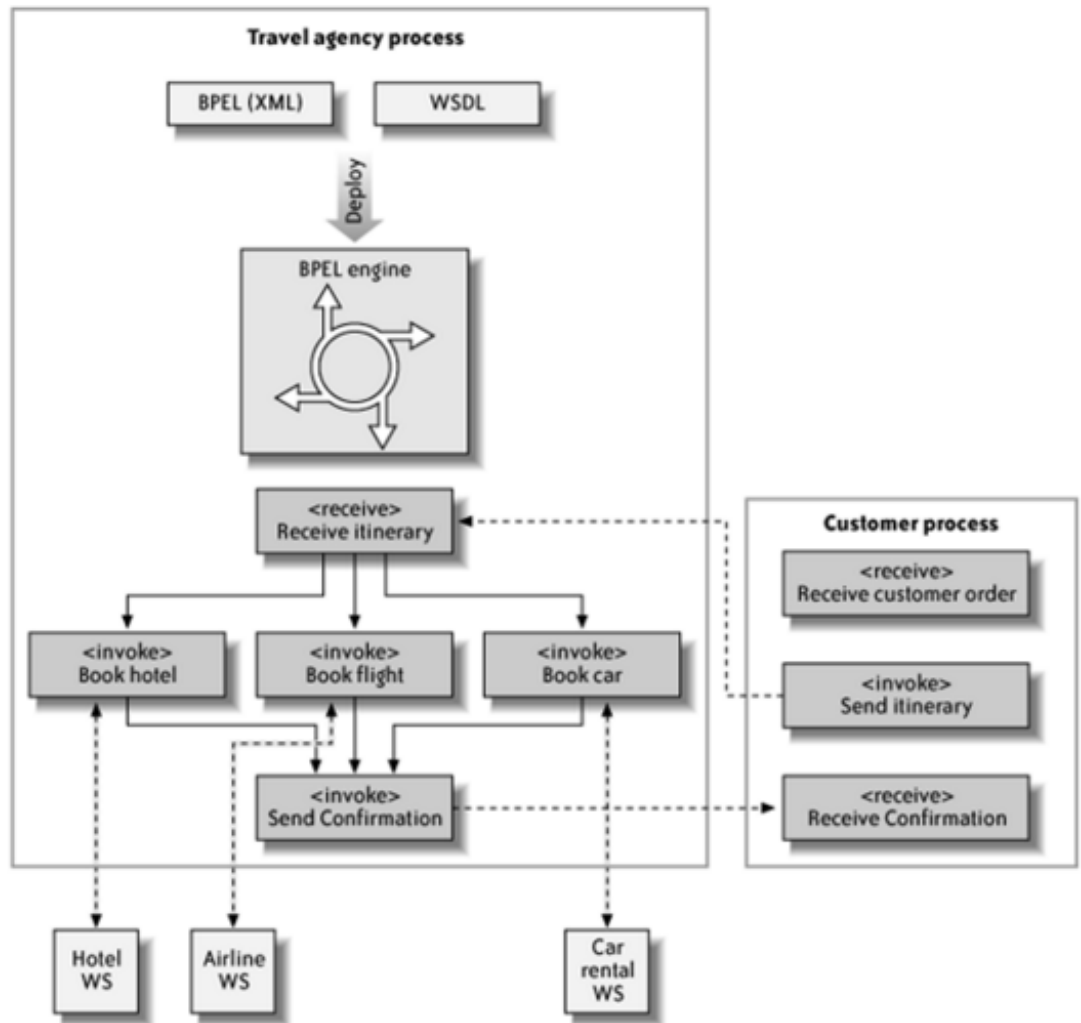 Travel agency process
BPEL (XML)
WSDL
Deploy
BPEL engine
<receive>
Receive itinerary
<invoke>
Book hotel
<invoke>
Book flight
<invoke>
Book car
<invoke>
Send Confirmation
Customer process
<receive>
Receive customer order
<invoke>
Send itinerary
<receive>
Receive Confirmation
Hotel
WS
Airline
WS
Car
rental
WS